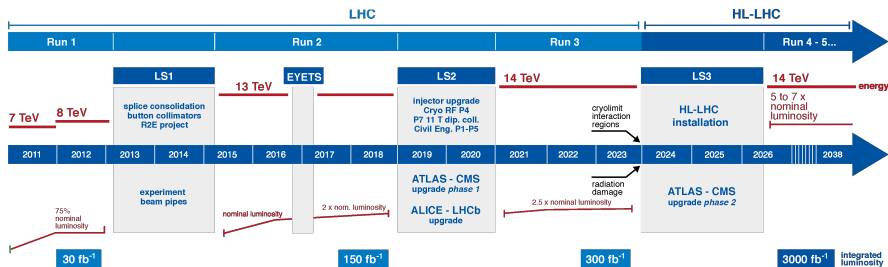 LHC
HL-LHC
Run 1
Run 2
Run 3
Run 4 - 5...
LS1
EYETS
LS2
LS3
13 TeV
14 TeV
14 TeV
energy
splice consolidation
button collimators
R2E project
injector upgrade
Cryo RF P4
P7 11 T dip. coll.
Civil Eng. P1-P5
HL-LHC
installation
5 to 7 x
nominal
luminosity
7 TeV
8 TeV
cryolimit
interaction
regions
2011
2012
2013
2014
2015
2016
2017
2018
2019
2020
2021
2022
2023
2024
2025
2026
2038
radiation
damage
experiment
beam pipes
ATLAS - CMS
upgrade phase 1
ALICE - LHCb
upgrade
ATLAS - CMS
upgrade phase 2
75%
nominal
luminosity
nominal luminosity
2 x nom. luminosity
2.5 x nominal luminosity
30 fb-1
150 fb-1
300 fb-1
3000 fb-1
integrated
luminosity